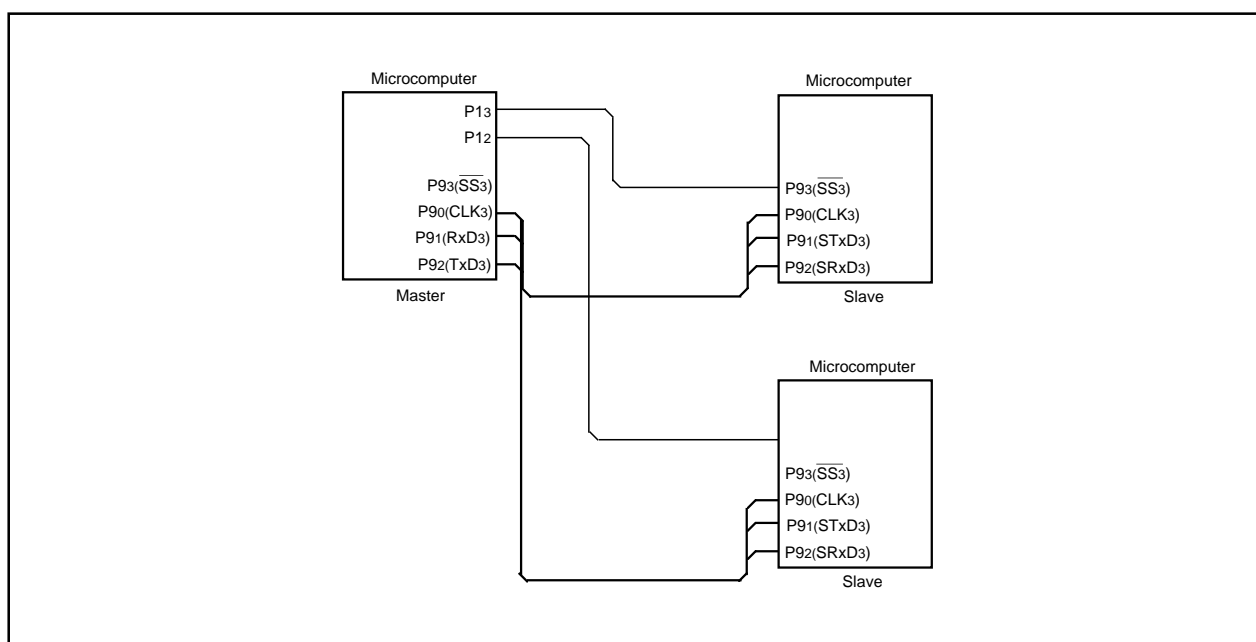 Microcomputer
P13
P12
P93(SS3)
P90(CLK3)
P91(RxD3)
P92(TxD3)
Master
Microcomputer
P93(SS3)
P90(CLK3)
P91(STxD3)
P92(SRxD3)
Slave
Microcomputer
P93(SS3)
P90(CLK3)
P91(STxD3)
P92(SRxD3)
Slave